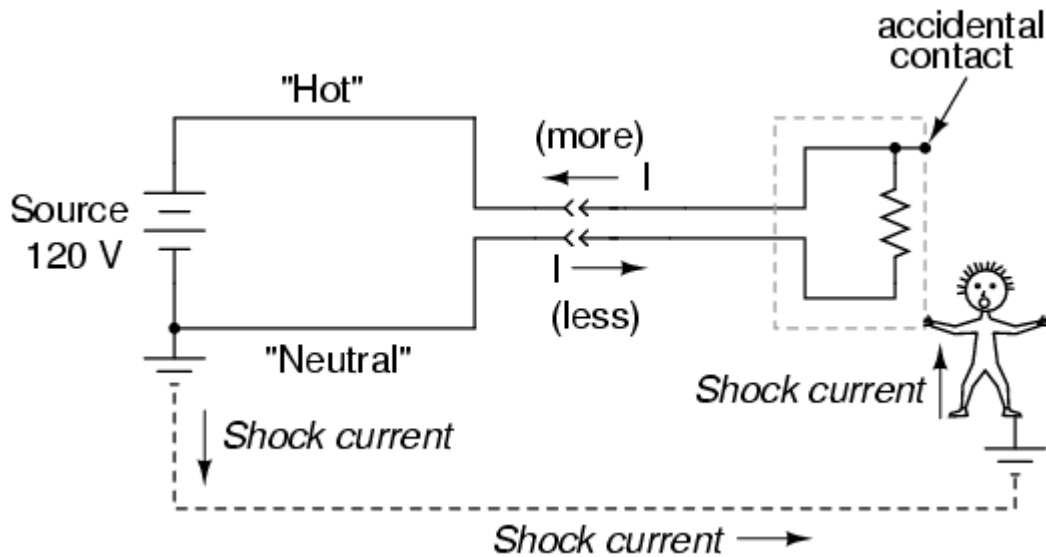 accidental
contact
"Hot"
(more)
I
Source
120 V
I
(less)
"Neutral"
Shock current
Shock current
Shock current